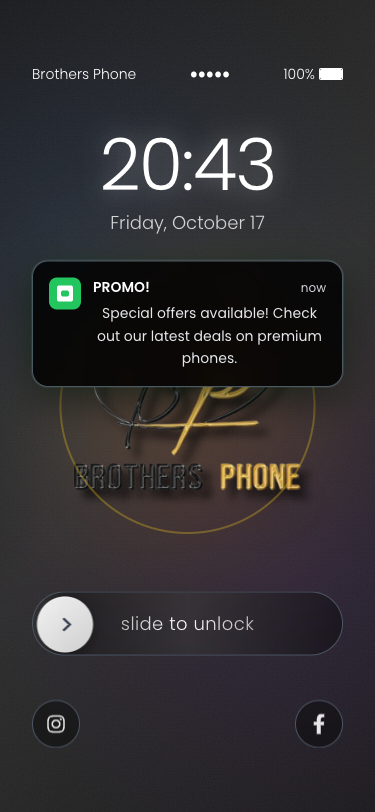 Brothers Phone
100%
20:43
Friday, October 17
PROMO!
now
Special offers available! Check
out our latest deals on premium
phones.
BROTHERS PHONE
slide to unlock